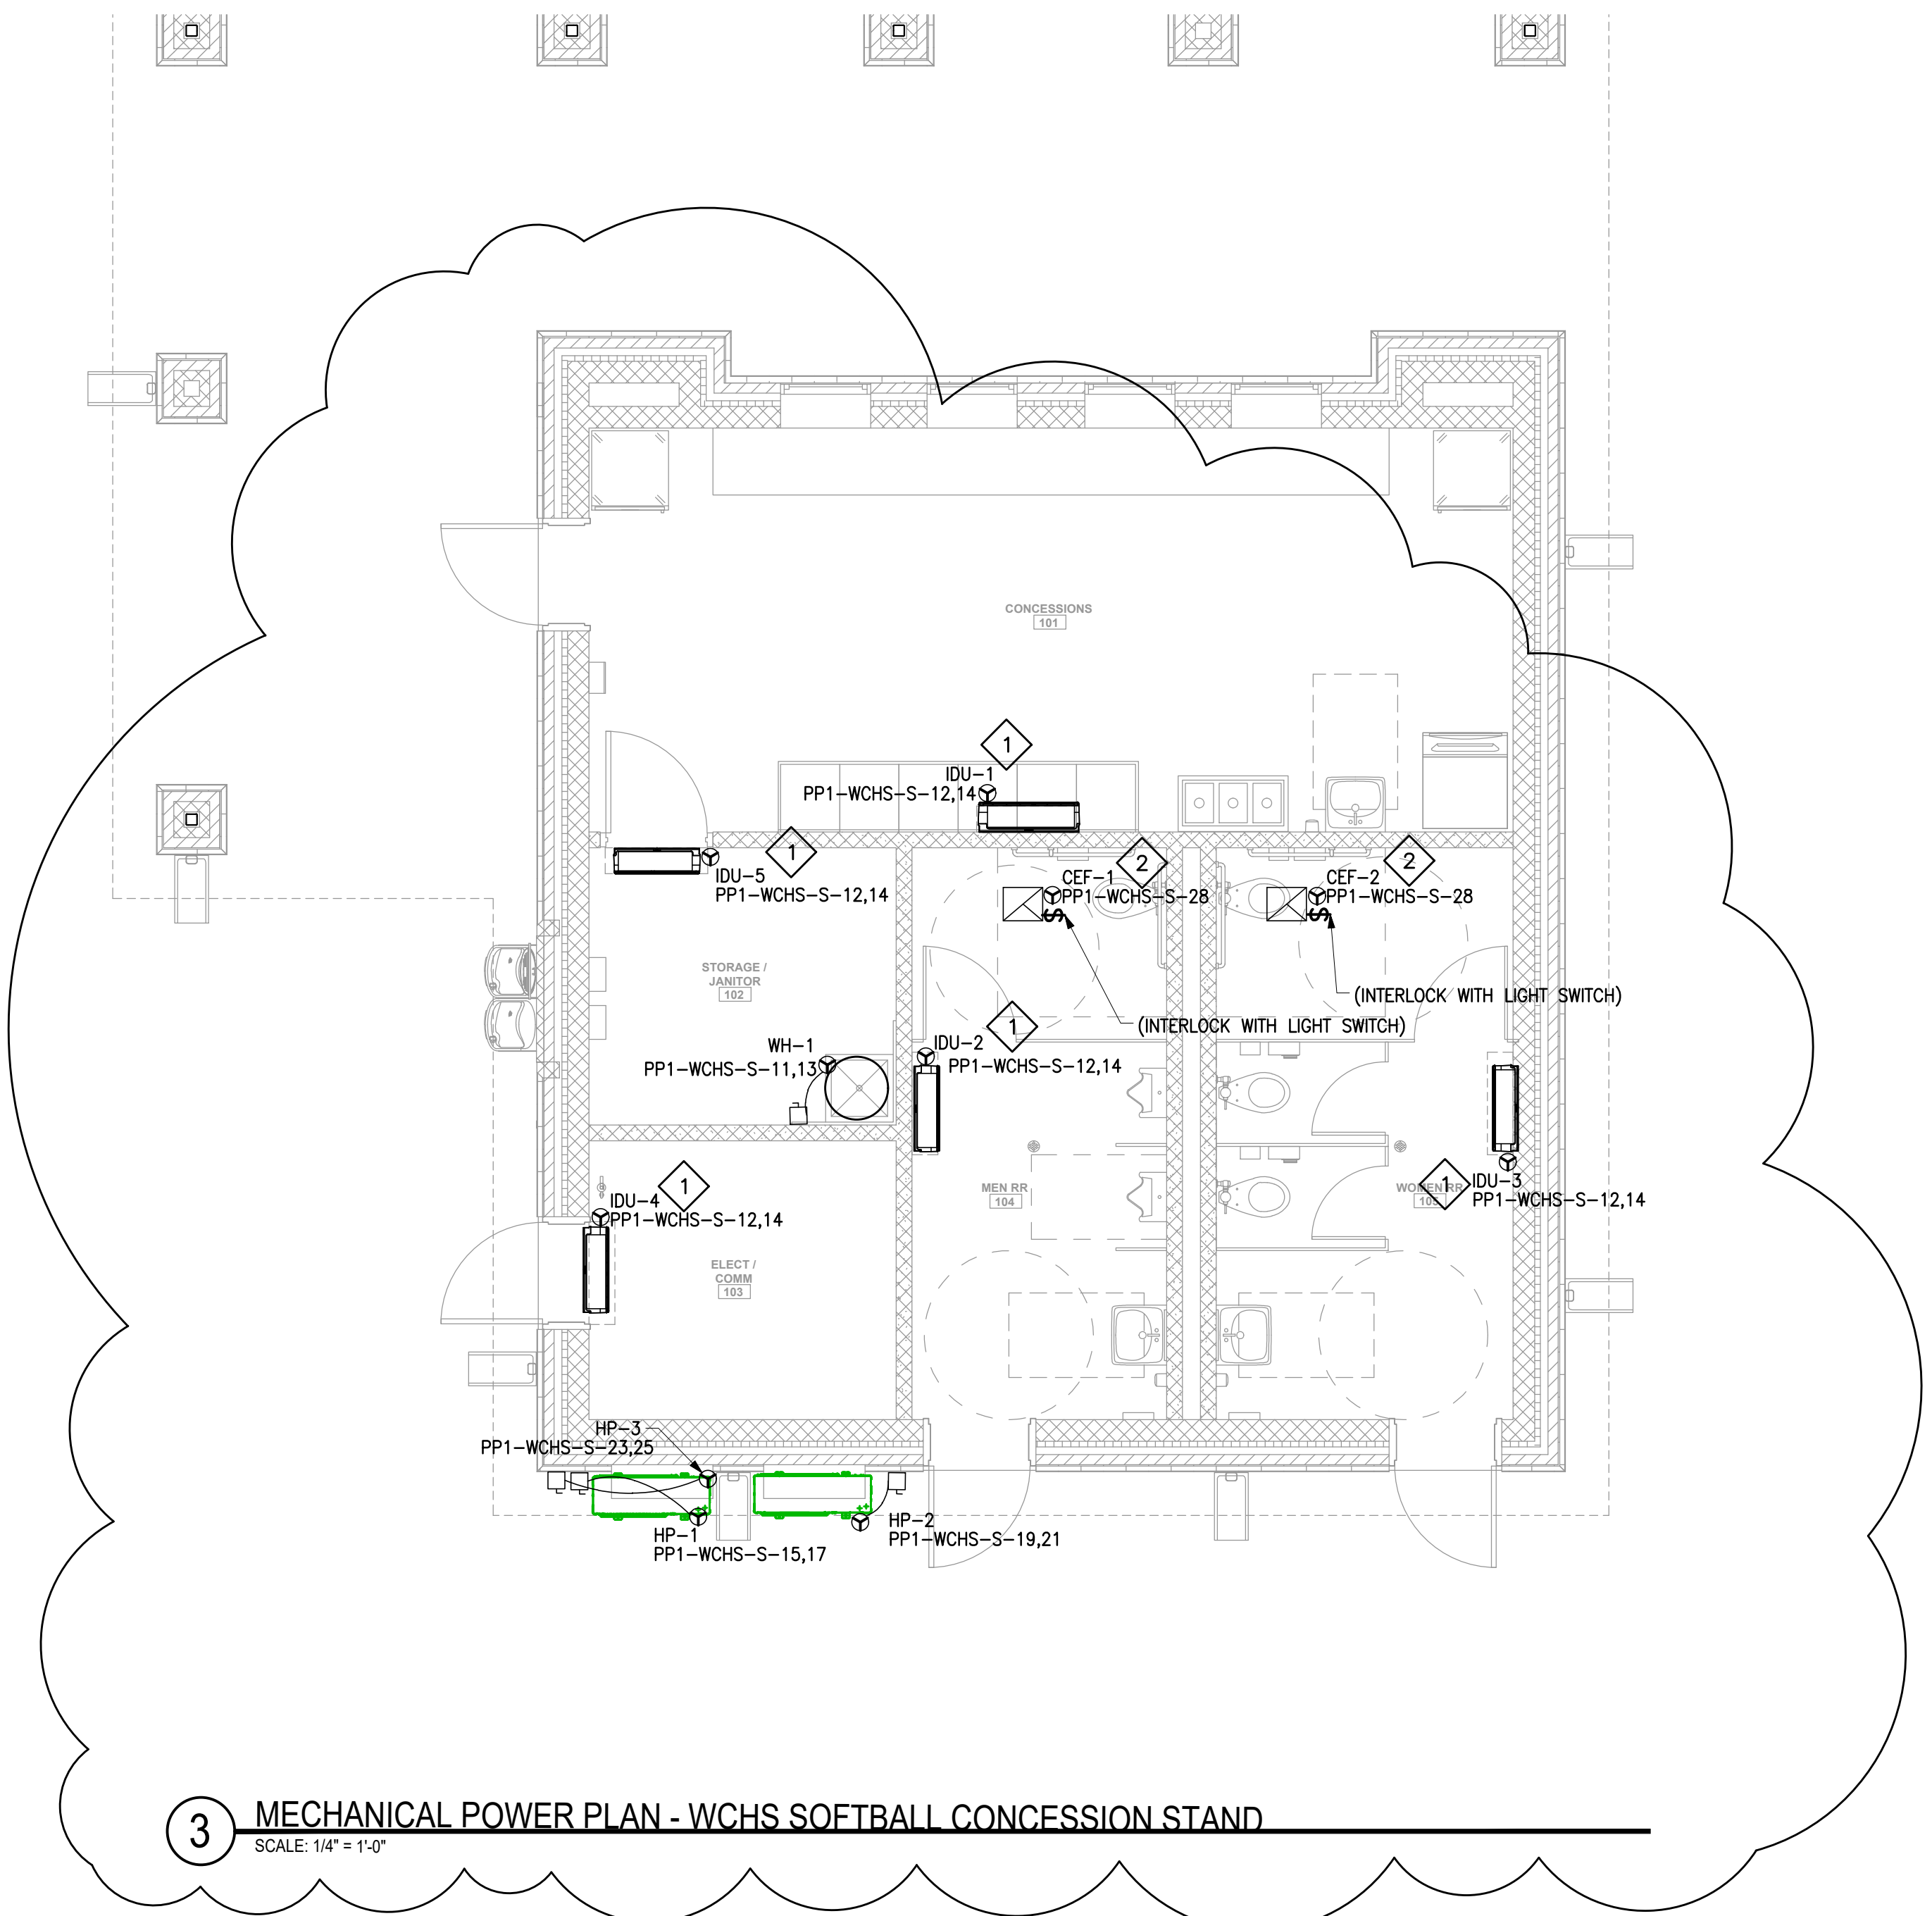 CONCESSIONS
101
1
IDU-1
PP1-WCHS-S-12,14
1
IDU-5
PP1-WCHS-S-12,14
2
CEF-1
PP1-WCHS-S-28
$
2
CEF-2
PP1-WCHS-S-28
$
STORAGE /
JANITOR
102
(INTERLOCK WITH LIGHT SWITCH)
(INTERLOCK WITH LIGHT SWITCH)
1
WH-1
PP1-WCHS-S-11,13
IDU-2
PP1-WCHS-S-12,14
1
IDU-4
PP1-WCHS-S-12,14
MEN RR
104
WOMEN RR
1
IDU-3
PP1-WCHS-S-12,14
ELECT /
COMM
103
HP-3
PP1-WCHS-S-23,25
HP-1
PP1-WCHS-S-15,17
HP-2
PP1-WCHS-S-19,21
3
MECHANICAL POWER PLAN - WCHS SOFTBALL CONCESSION STAND
SCALE: 1/4" = 1'-0"